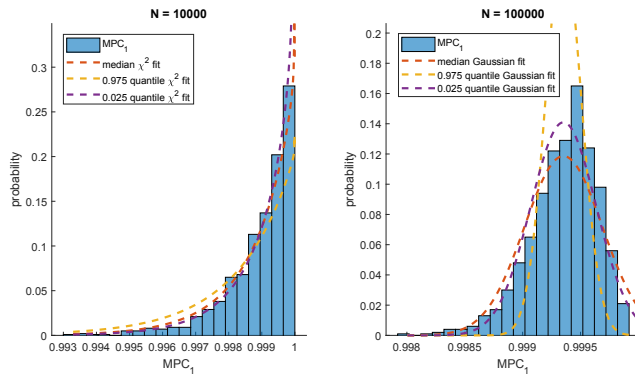 N = 10000
MPC₁
median χ² fit
0.975 quantile χ² fit
0.025 quantile χ² fit
probability
0.3
0.25
0.2
0.15
0.1
0.05
0
0.993 0.994 0.995 0.996 0.997 0.998 0.999 1
MPC₁
N = 100000
MPC₁
median Gaussian fit
0.975 quantile Gaussian fit
0.025 quantile Gaussian fit
probability
0.2
0.18
0.16
0.14
0.12
0.1
0.08
0.06
0.04
0.02
0
0.998 0.9985 0.999 0.9995
MPC₁